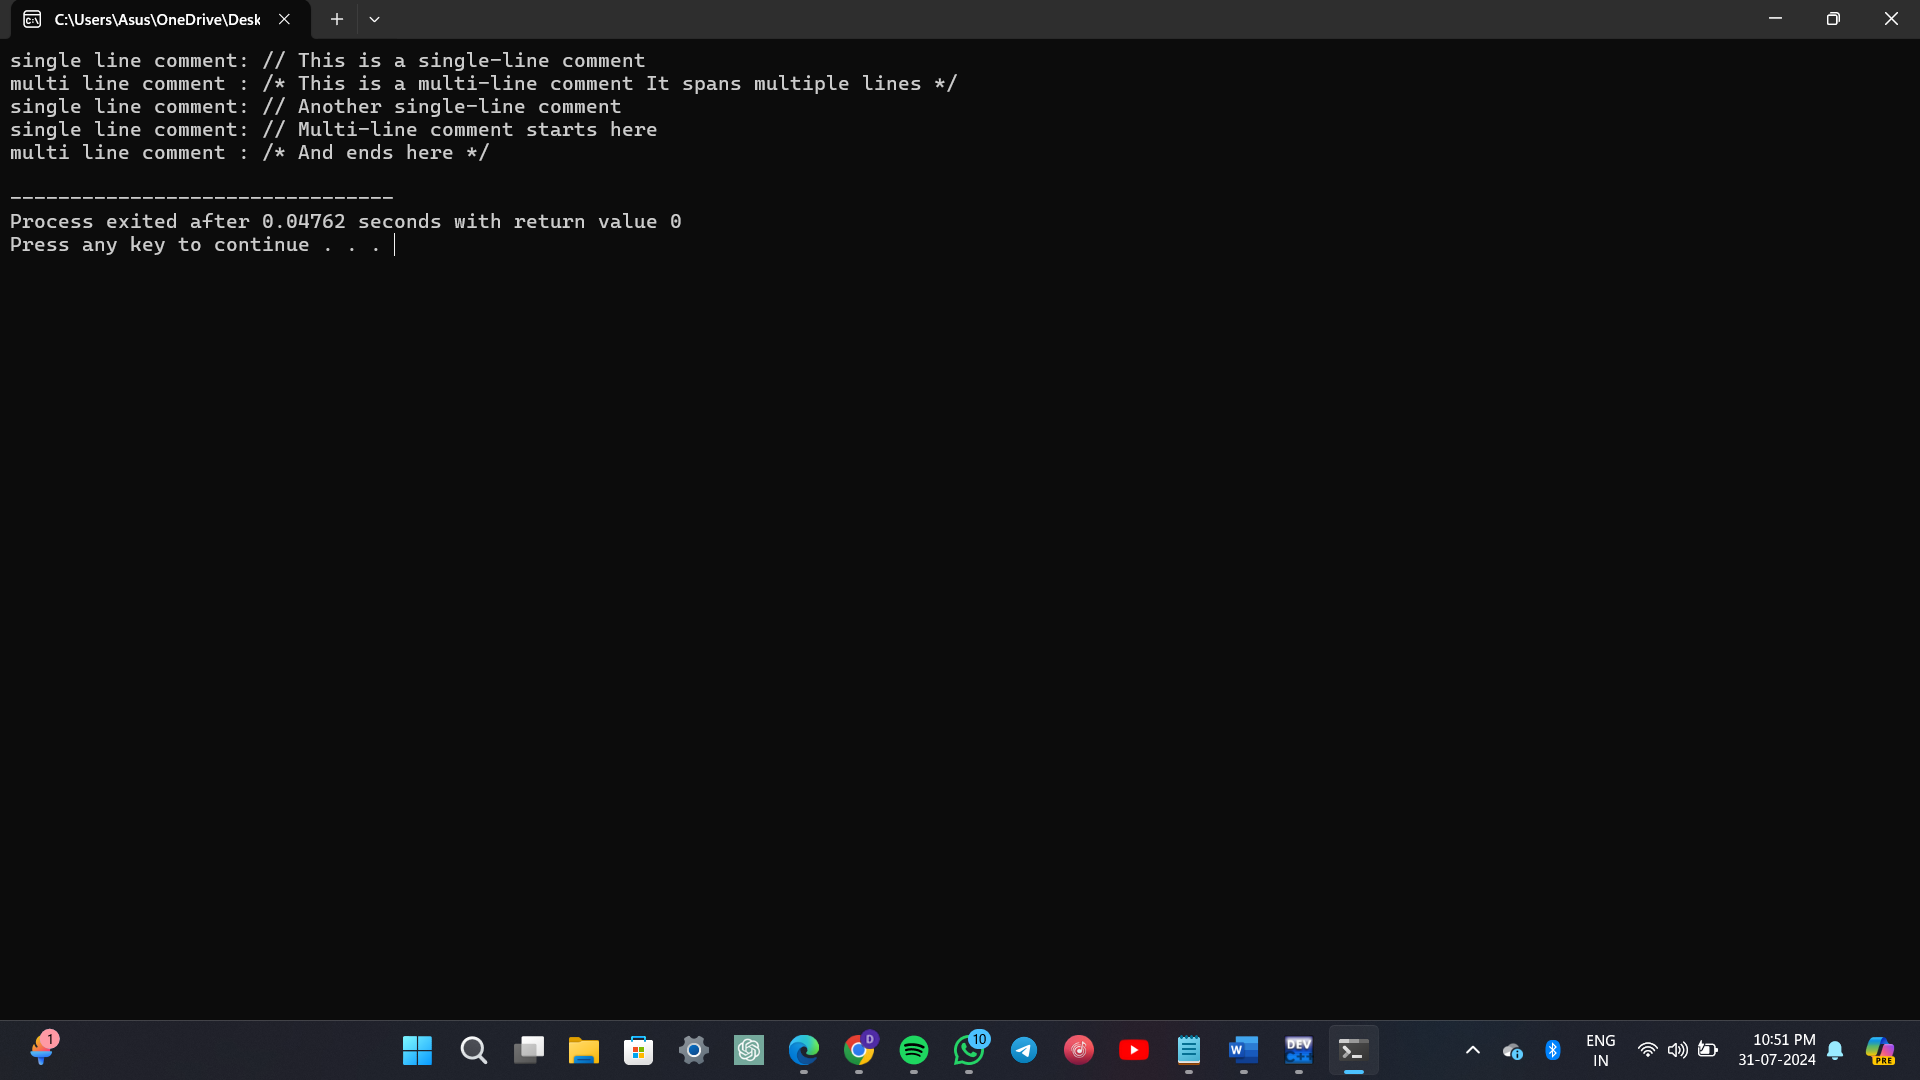 C:\Users\Asus\OneDrive\Desk
single line comment: // This is a single-line comment
multi line comment : /* This is a multi-line comment It spans multiple lines */
single line comment: // Another single-line comment
single line comment: // Multi-line comment starts here
multi line comment : /* And ends here */
--------------------------------
Process exited after 0.04762 seconds with return value 0
Press any key to continue . . .
1
D
10
W
DEV
C++
ENG
IN
10:51 PM
31-07-2024
PRE